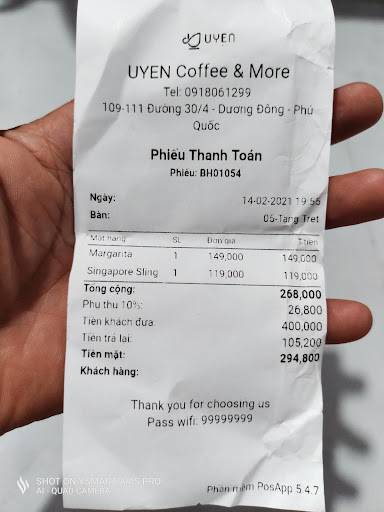 UYEN
UYEN Coffee & More
Tel: 0918061299
109-111 Đường 30/4 - Dương Đông - Phú
Quốc
Phiếu Thanh Toán
Phiếu: BH01054
Ngày: 14-02-2021 19:55
Bàn: 05-Tang Tret
Mặt hàng SL Đơn giá T.tiền
Margarita 1 149,000 149,000
Singapore Sling 1 119,000 119,000
Tổng cộng: 268,000
Phụ thu 10%: 26,800
Tiền khách đưa: 400,000
Tiền trả lại: 105,200
Tiền mặt: 294,800
Khách hàng:
Thank you for choosing us
Pass wifi: 99999999
Phần mềm PosApp 5.4.7
SHOT ON VSMART ARIS PRO
AI - QUAD CAMERA